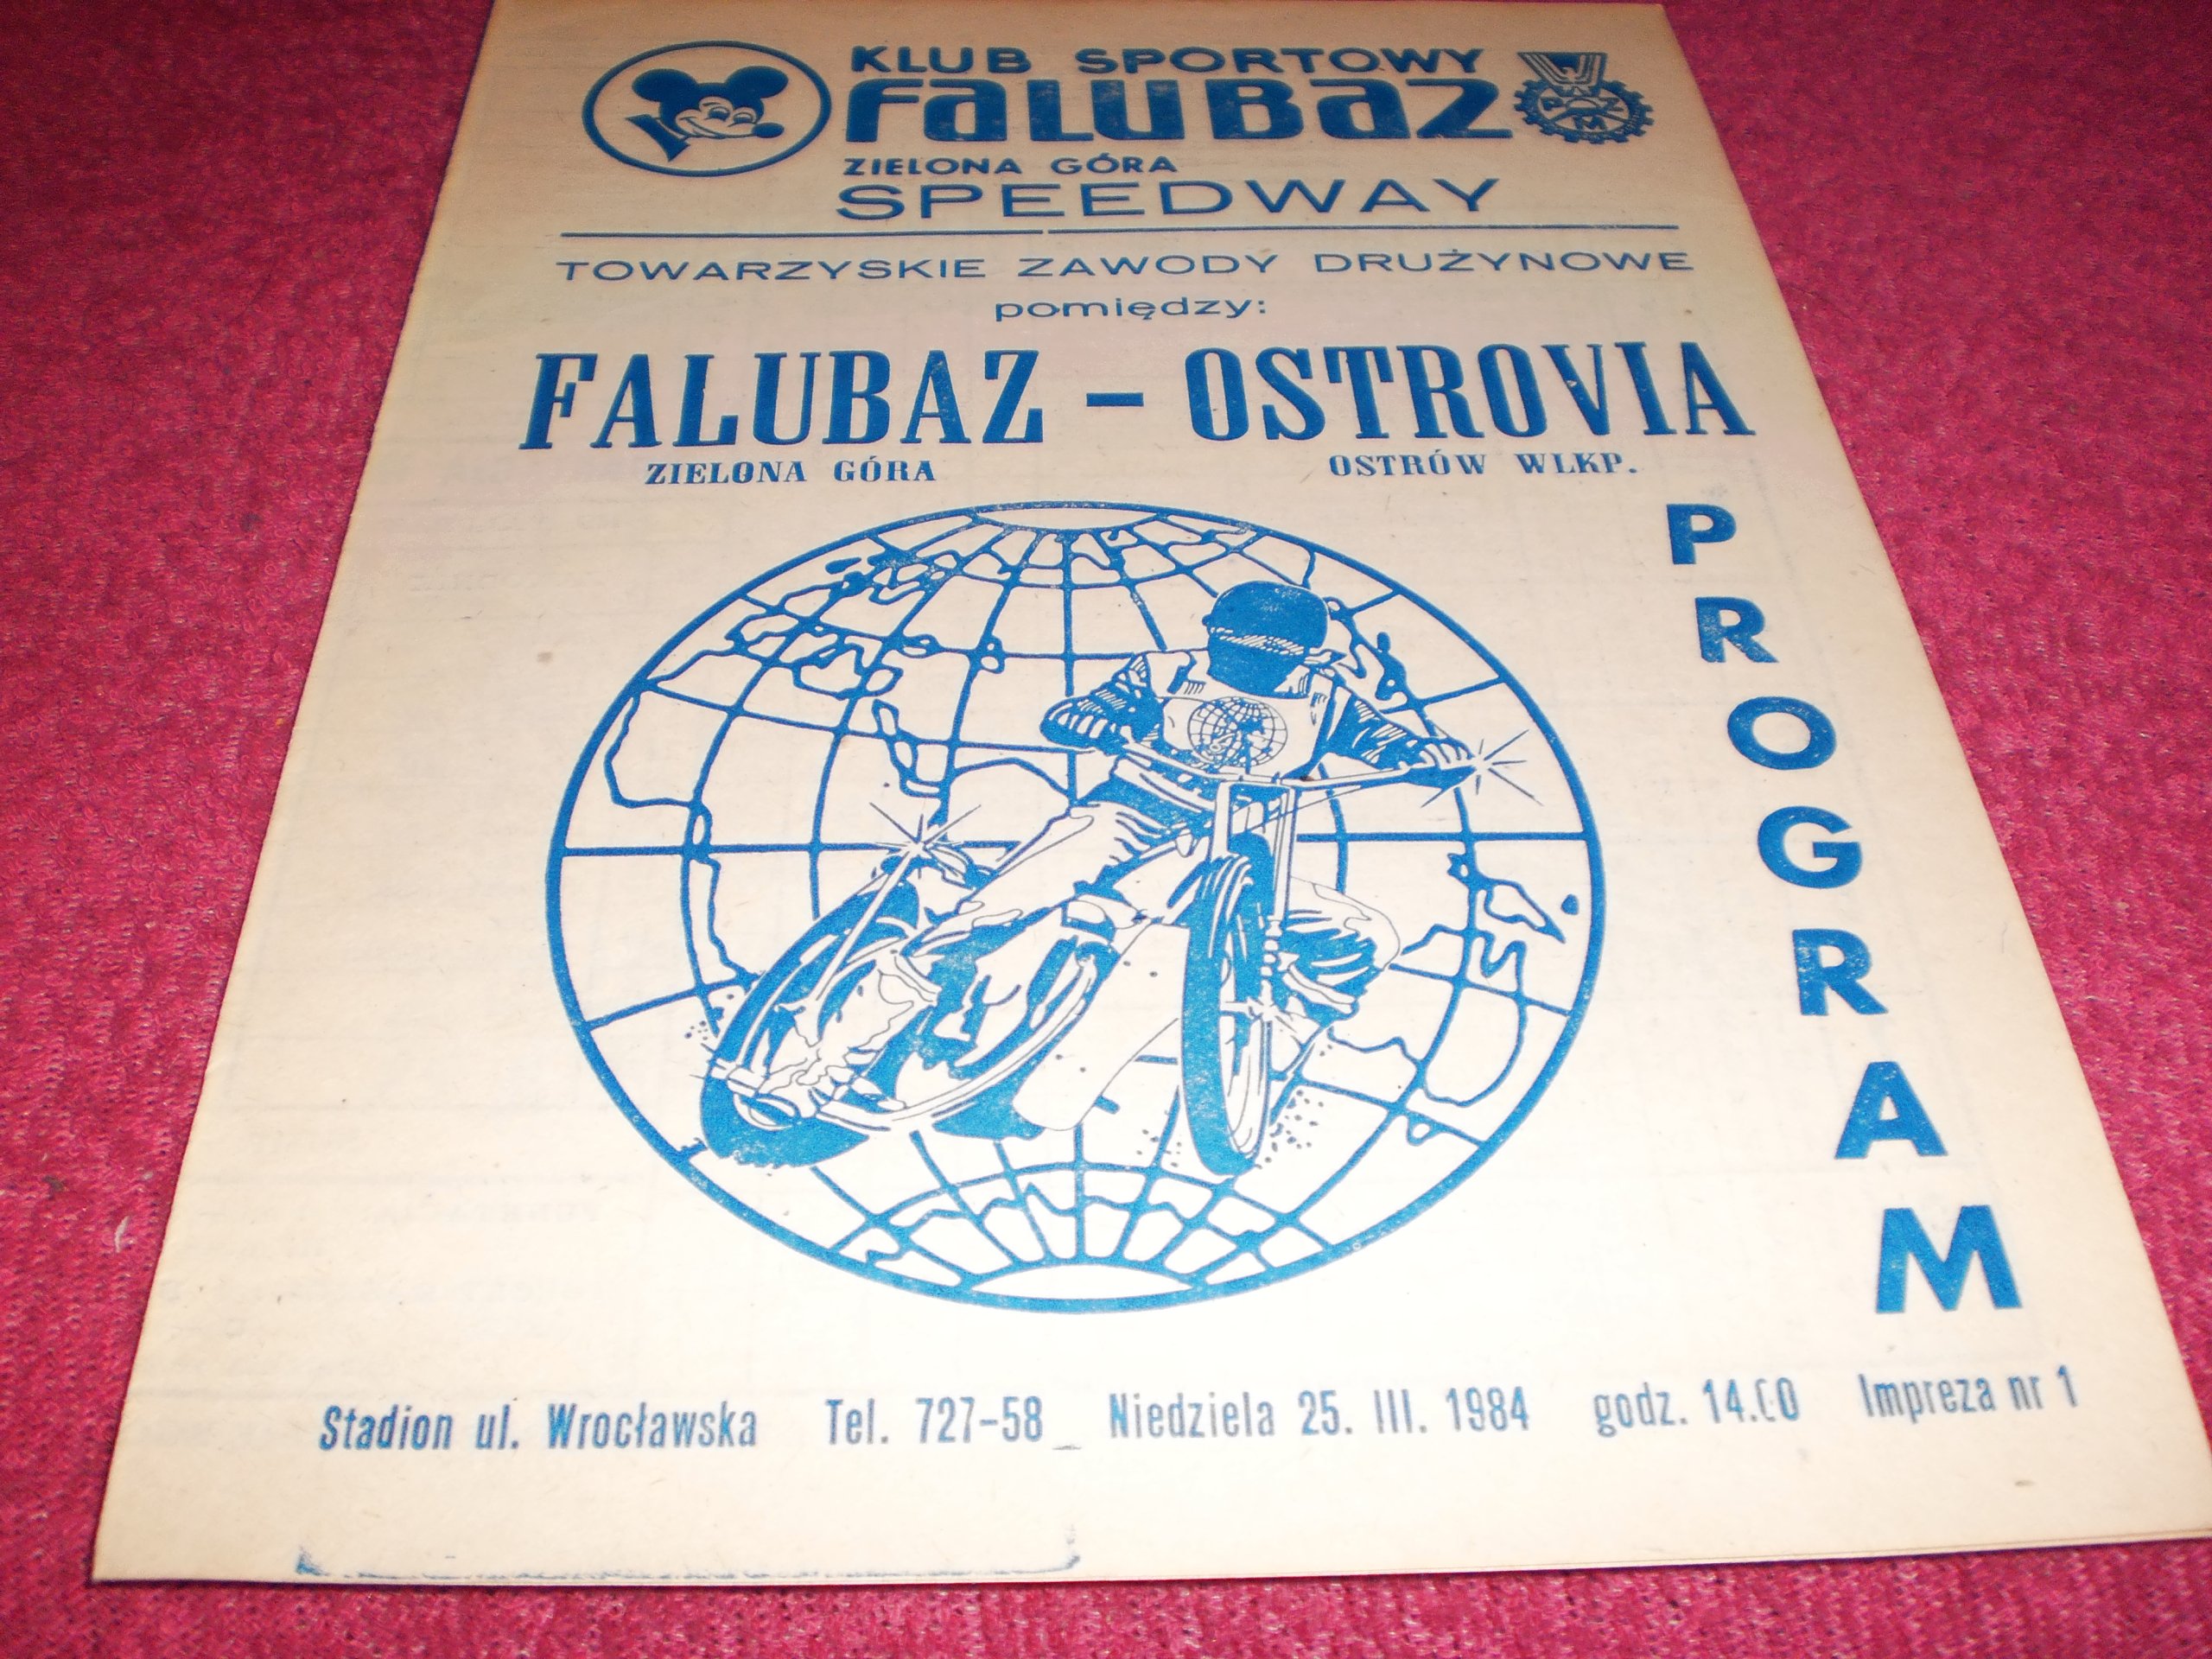 KLUB SPORTOWY
FALUBAZ
PZM
ZIELONA GÓRA
SPEEDWAY
TOWARZYSKIE ZAWODY DRUŻYNOWE
pomiędzy:
FALUBAZ – OSTROVIA
ZIELONA GÓRA OSTRÓW WLKP.
PROGRAM
Stadion ul. Wrocławska Tel. 727-58 Niedziela 25. III. 1984 godz. 14.00 Impreza nr 1